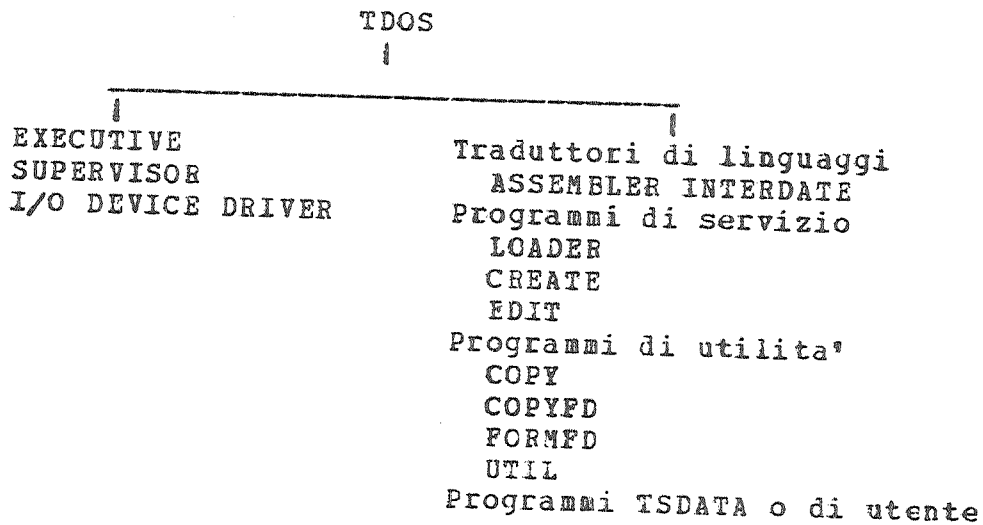 TDOS
EXECUTIVE
SUPERVISOR
I/O DEVICE DRIVER
Traduttori di linguaggi
ASSEMBLER INTERDATE
Programmi di servizio
LOADER
CREATE
EDIT
Programmi di utilita'
COPY
COPYFD
FORMFD
UTIL
Programmi TSDATA o di utente